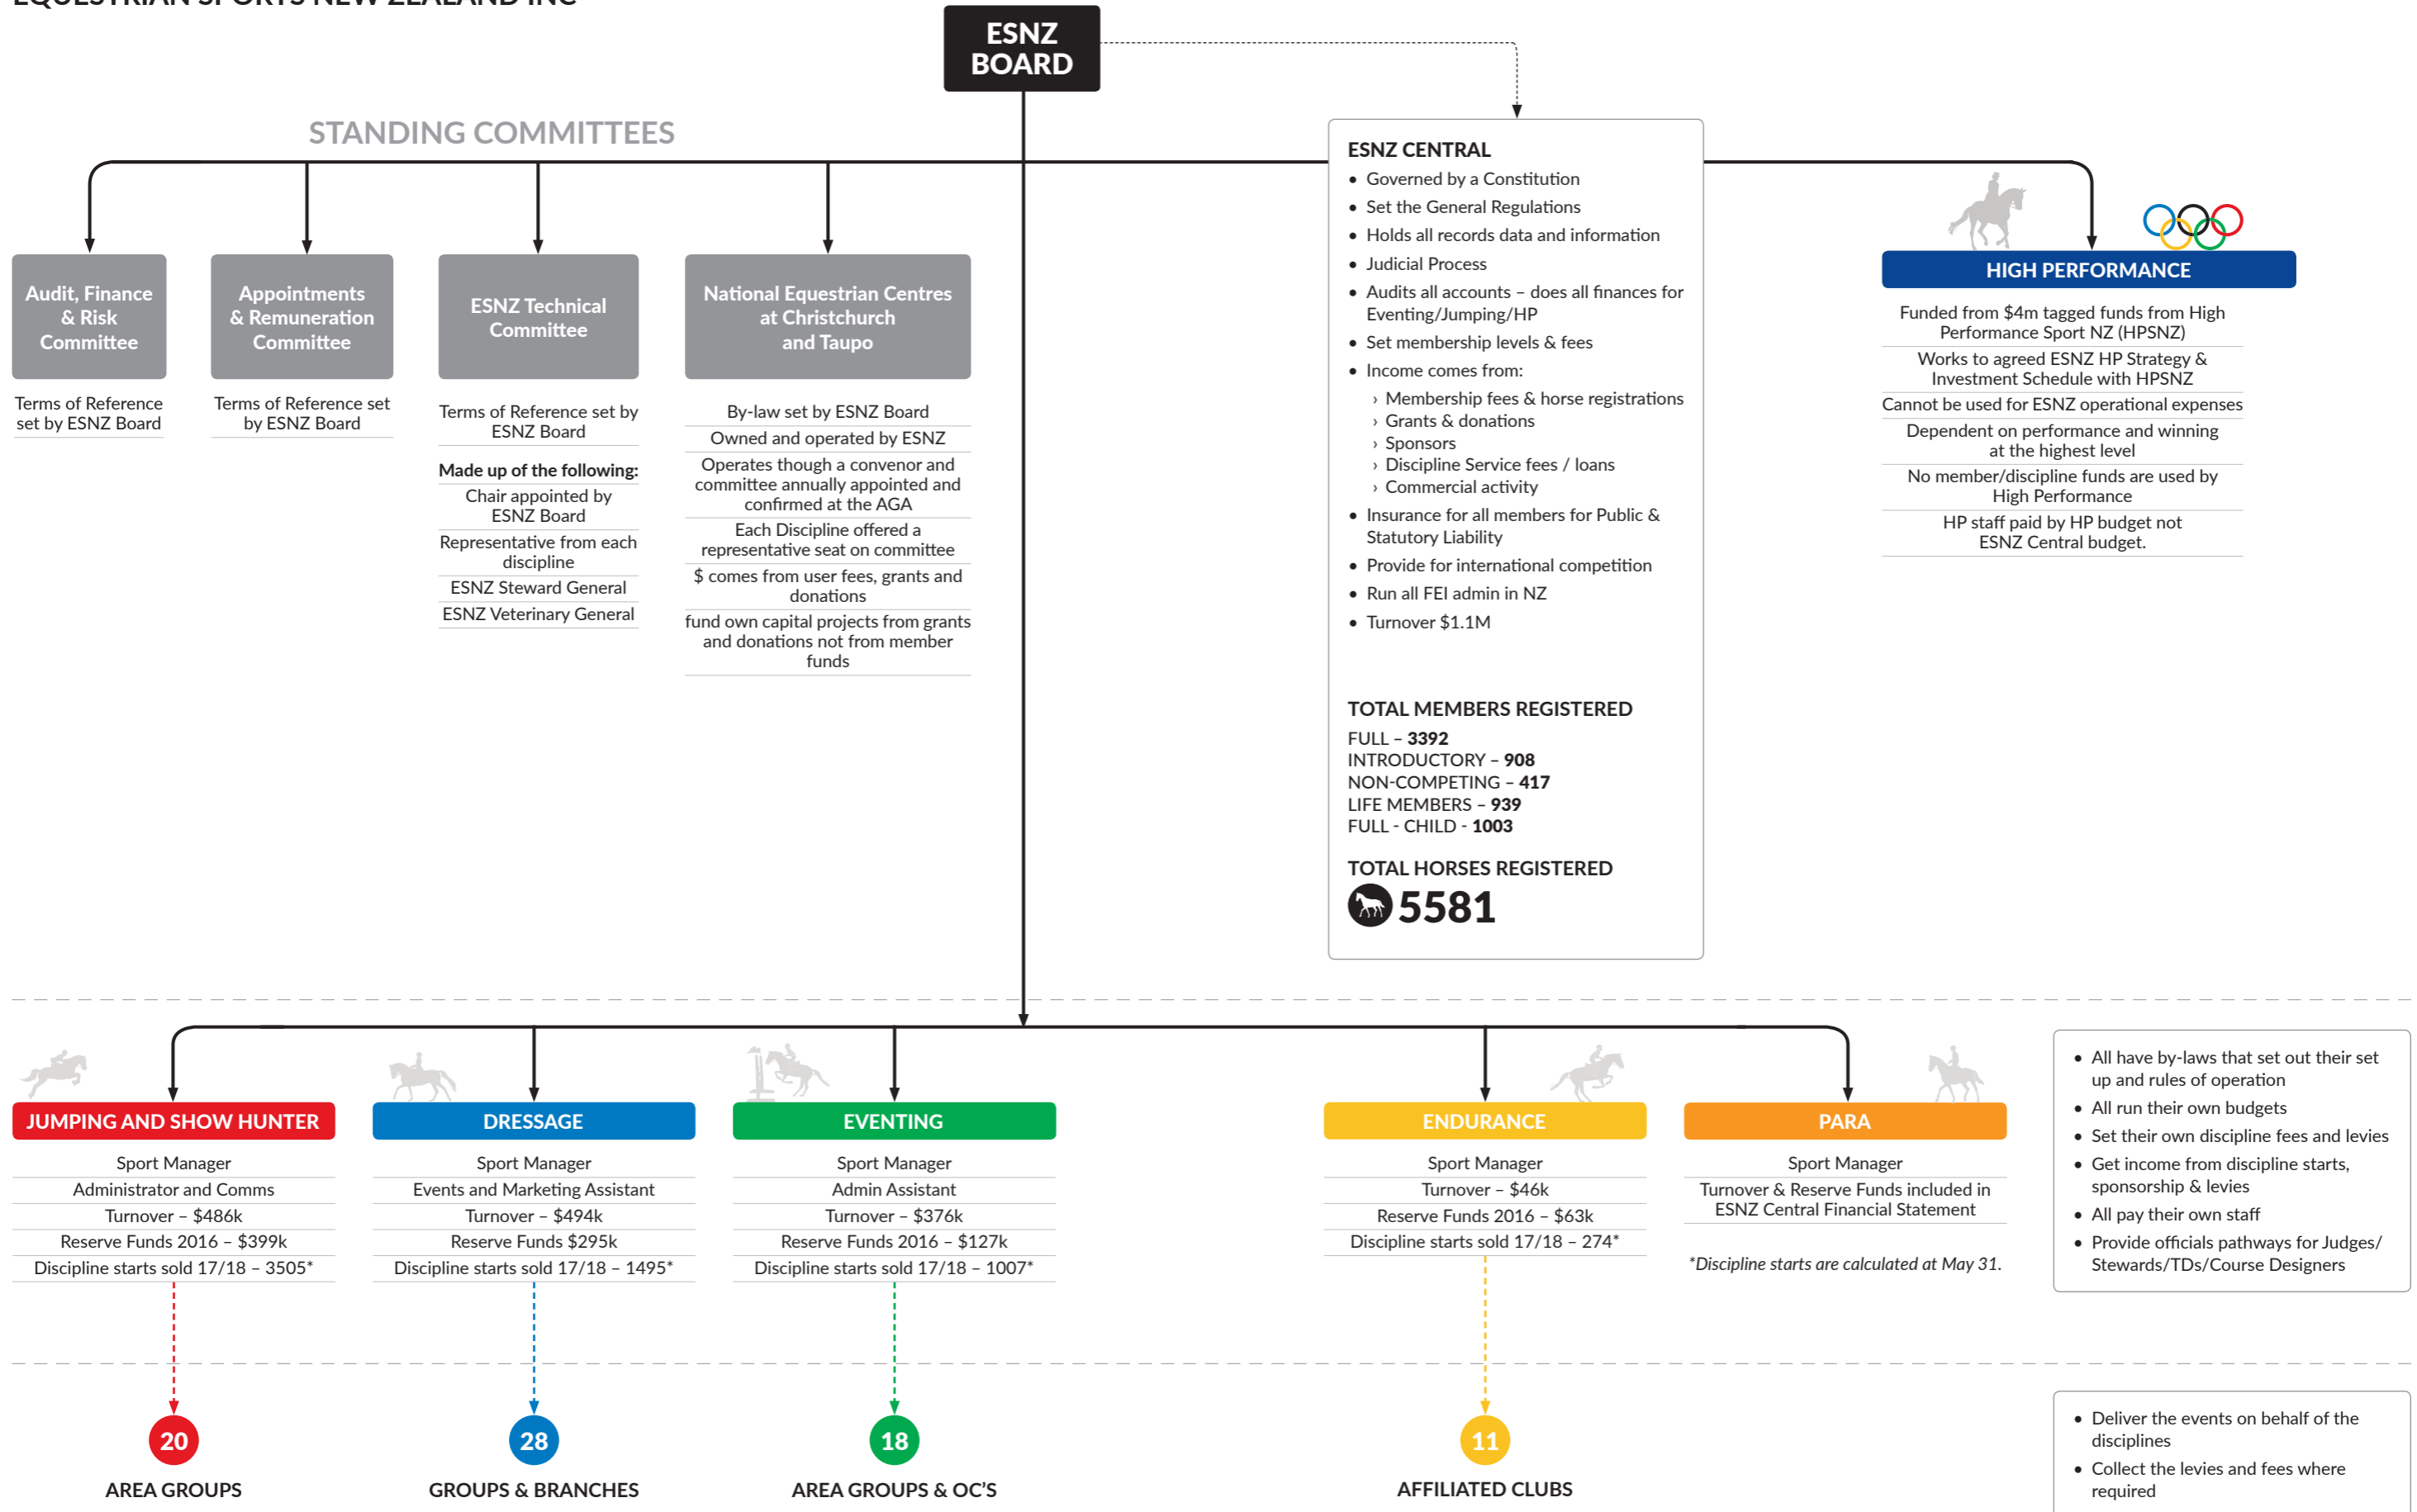 EQUESTRIAN SPORTS NEW ZEALAND INC
ESNZ
BOARD
STANDING COMMITTEES
Audit, Finance
& Risk
Committee
Terms of Reference
set by ESNZ Board
Appointments
& Remuneration
Committee
Terms of Reference set
by ESNZ Board
ESNZ Technical
Committee
Terms of Reference set by
ESNZ Board
Made up of the following:
Chair appointed by
ESNZ Board
Representative from each
discipline
ESNZ Steward General
ESNZ Veterinary General
National Equestrian Centres
at Christchurch
and Taupo
By-law set by ESNZ Board
Owned and operated by ESNZ
Operates though a convenor and
committee annually appointed and
confirmed at the AGA
Each Discipline offered a
representative seat on committee
$ comes from user fees, grants and
donations
fund own capital projects from grants
and donations not from member
funds
ESNZ CENTRAL
• Governed by a Constitution
• Set the General Regulations
• Holds all records data and information
• Judicial Process
• Audits all accounts – does all finances for
Eventing/Jumping/HP
• Set membership levels & fees
• Income comes from:
› Membership fees & horse registrations
› Grants & donations
› Sponsors
› Discipline Service fees / loans
› Commercial activity
• Insurance for all members for Public &
Statutory Liability
• Provide for international competition
• Run all FEI admin in NZ
• Turnover $1.1M
TOTAL MEMBERS REGISTERED
FULL – 3392
INTRODUCTORY – 908
NON-COMPETING – 417
LIFE MEMBERS – 939
FULL - CHILD - 1003
TOTAL HORSES REGISTERED
5581
HIGH PERFORMANCE
Funded from $4m tagged funds from High
Performance Sport NZ (HPSNZ)
Works to agreed ESNZ HP Strategy &
Investment Schedule with HPSNZ
Cannot be used for ESNZ operational expenses
Dependent on performance and winning
at the highest level
No member/discipline funds are used by
High Performance
HP staff paid by HP budget not
ESNZ Central budget.
JUMPING AND SHOW HUNTER
Sport Manager
Administrator and Comms
Turnover – $486k
Reserve Funds 2016 – $399k
Discipline starts sold 17/18 – 3505*
20
AREA GROUPS
DRESSAGE
Sport Manager
Events and Marketing Assistant
Turnover – $494k
Reserve Funds $295k
Discipline starts sold 17/18 – 1495*
28
GROUPS & BRANCHES
EVENTING
Sport Manager
Admin Assistant
Turnover – $376k
Reserve Funds 2016 – $127k
Discipline starts sold 17/18 – 1007*
18
AREA GROUPS & OC'S
ENDURANCE
Sport Manager
Turnover – $46k
Reserve Funds 2016 – $63k
Discipline starts sold 17/18 – 274*
11
AFFILIATED CLUBS
PARA
Sport Manager
Turnover & Reserve Funds included in
ESNZ Central Financial Statement
*Discipline starts are calculated at May 31.
• All have by-laws that set out their set
up and rules of operation
• All run their own budgets
• Set their own discipline fees and levies
• Get income from discipline starts,
sponsorship & levies
• All pay their own staff
• Provide officials pathways for Judges/
Stewards/TDs/Course Designers
• Deliver the events on behalf of the
disciplines
• Collect the levies and fees where
required